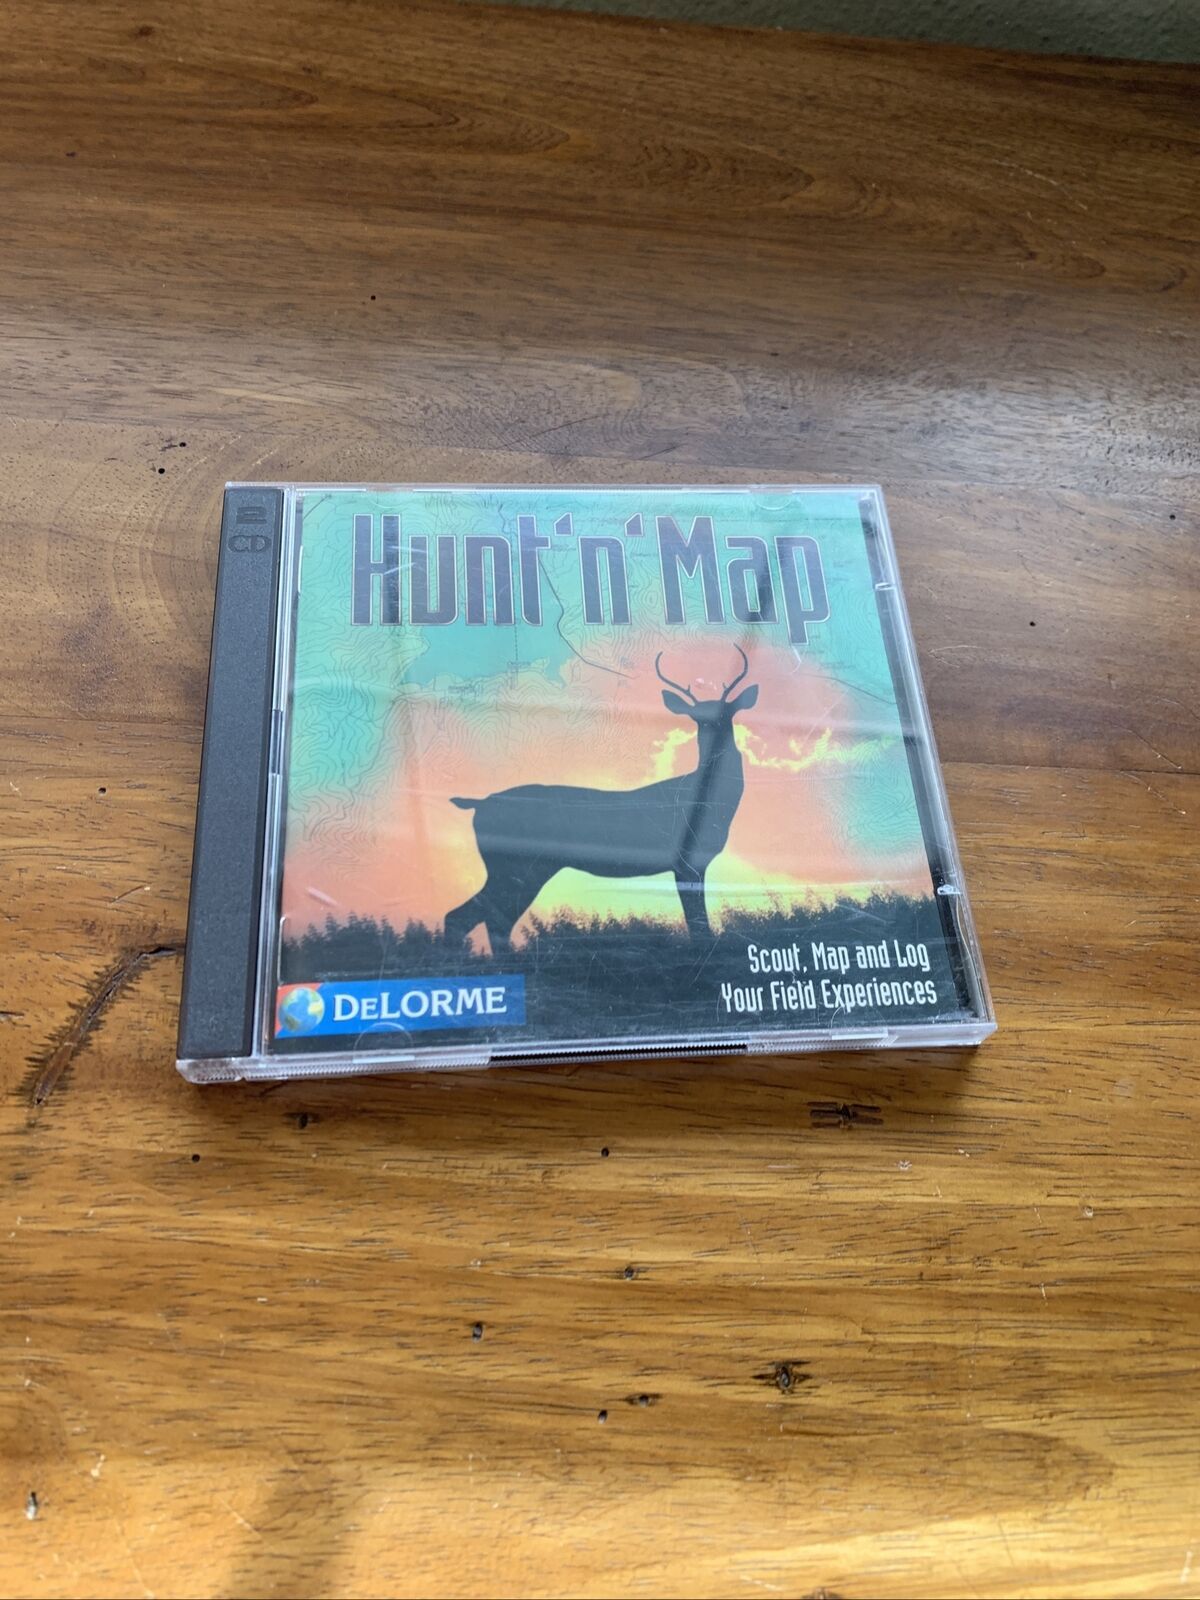 2
CD
Hunt'n'Map
Scout, Map and Log
Your Field Experiences
DELORME